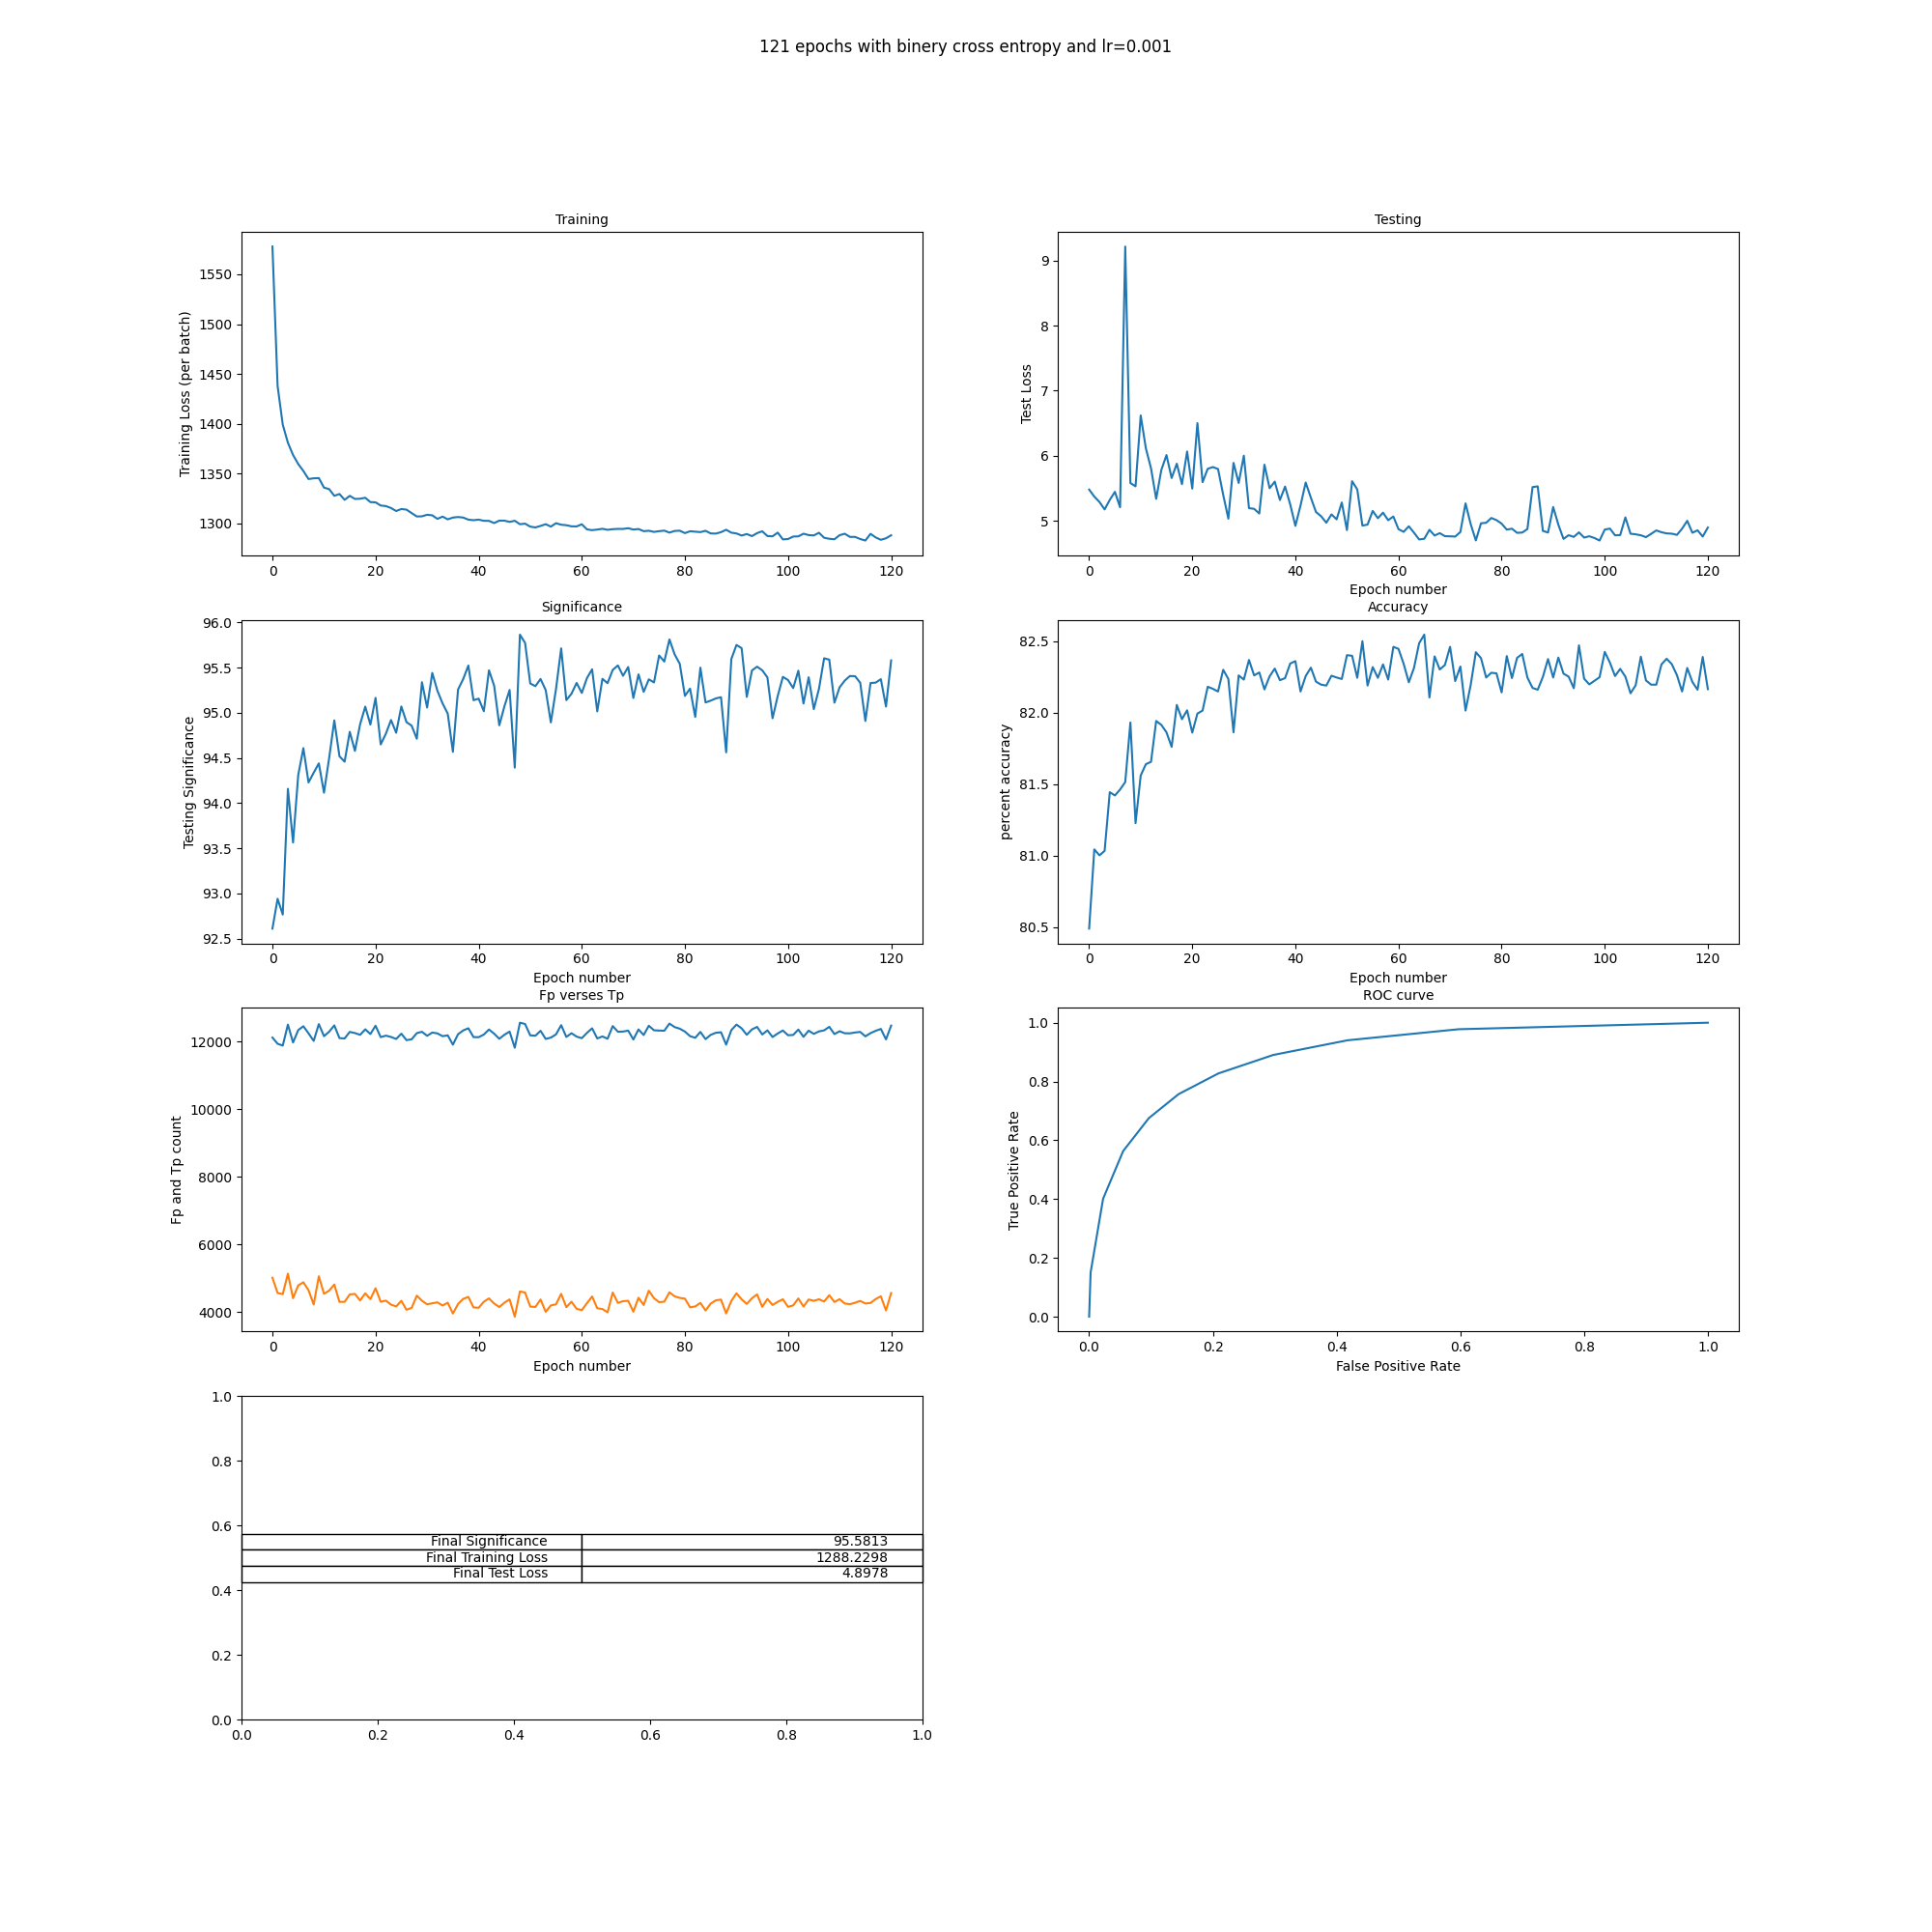 121 epochs with binery cross entropy and lr=0.001
Training
Training Loss (per batch)
1550
1500
1450
1400
1350
1300
0 20 40 60 80 100 120
Testing
Test Loss
9
8
7
6
5
0 20 40 60 80 100 120
Epoch number
Significance
Testing Significance
96.0
95.5
95.0
94.5
94.0
93.5
93.0
92.5
0 20 40 60 80 100 120
Epoch number
Accuracy
percent accuracy
82.5
82.0
81.5
81.0
80.5
0 20 40 60 80 100 120
Epoch number
Fp verses Tp
Fp and Tp count
12000
10000
8000
6000
4000
0 20 40 60 80 100 120
Epoch number
ROC curve
True Positive Rate
1.0
0.8
0.6
0.4
0.2
0.0
0.0 0.2 0.4 0.6 0.8 1.0
False Positive Rate
1.0
0.8
0.6
Final Significance 95.5813
Final Training Loss 1288.2298
Final Test Loss 4.8978
0.4
0.2
0.0
0.0 0.2 0.4 0.6 0.8 1.0